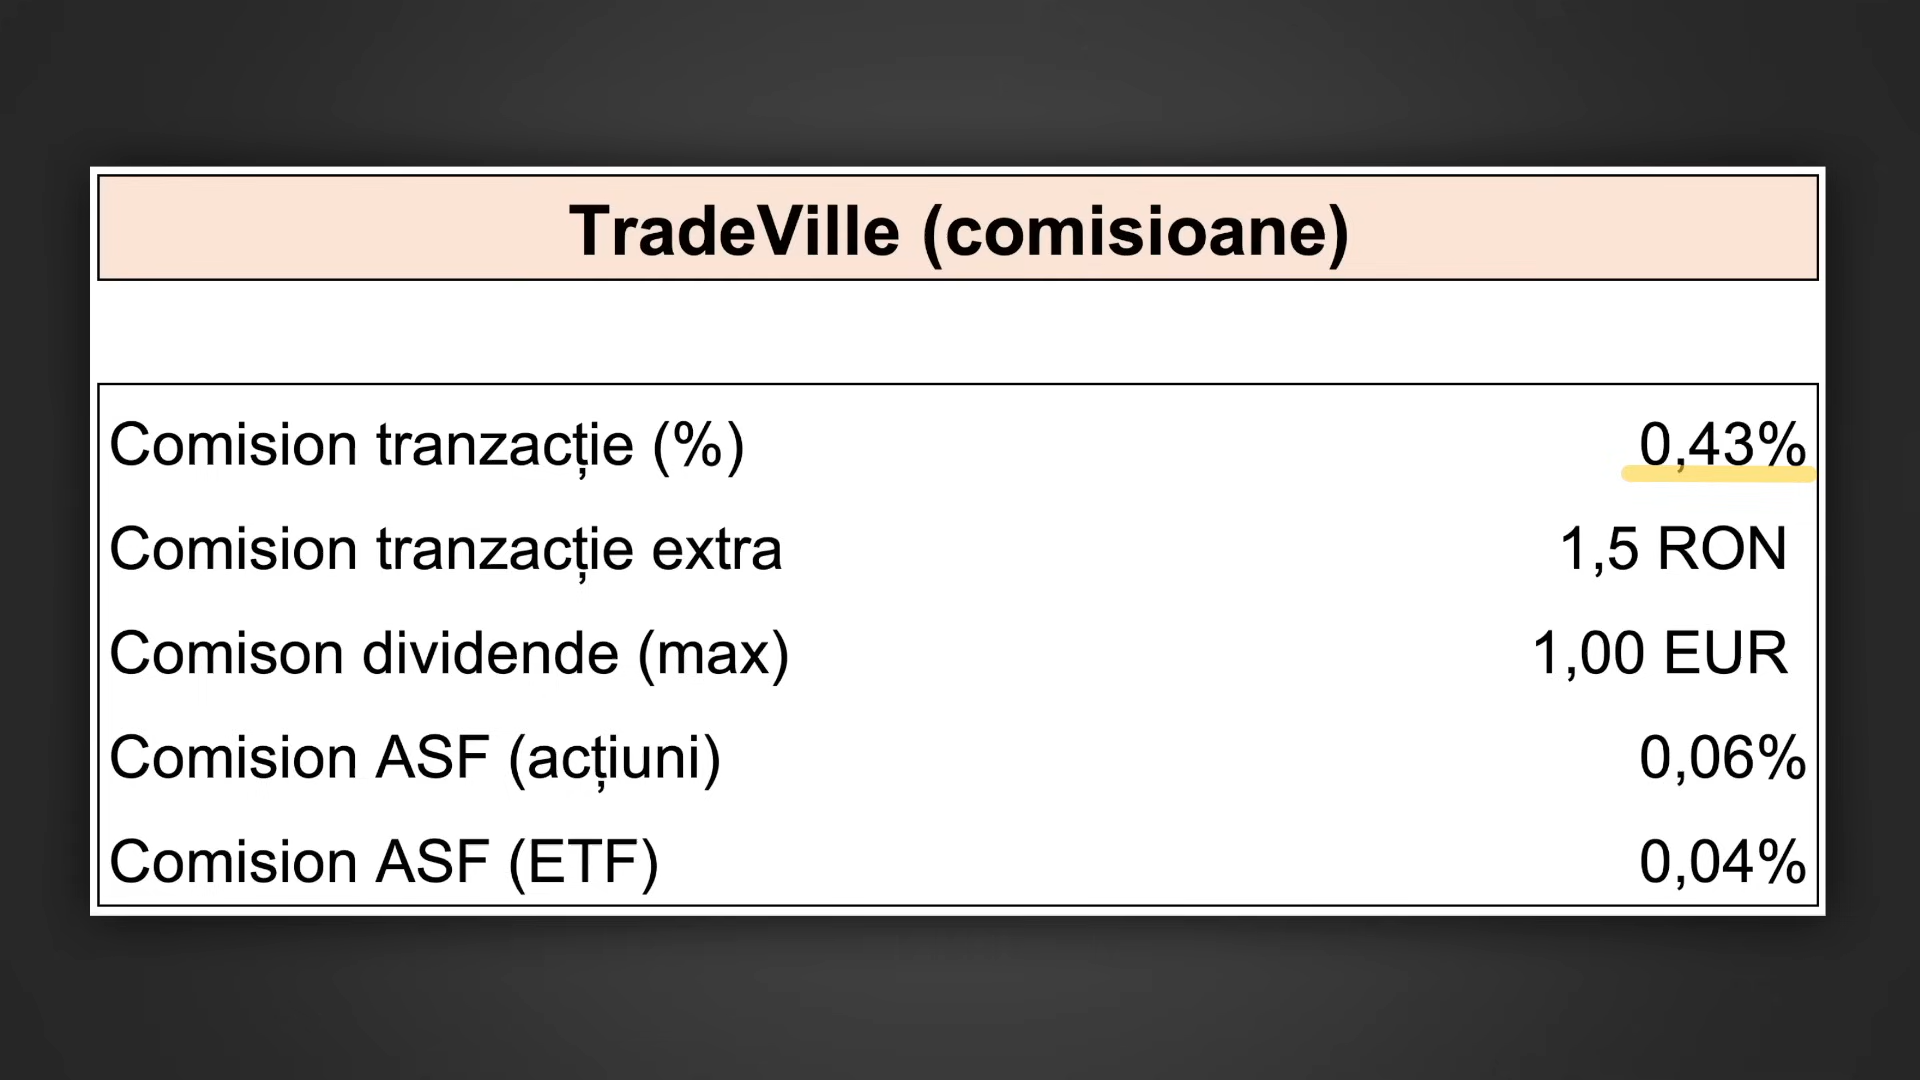 TradeVille (comisioane)
Comision tranzacție (%) 0,43%
Comision tranzacție extra 1,5 RON
Comison dividende (max) 1,00 EUR
Comision ASF (acțiuni) 0,06%
Comision ASF (ETF) 0,04%